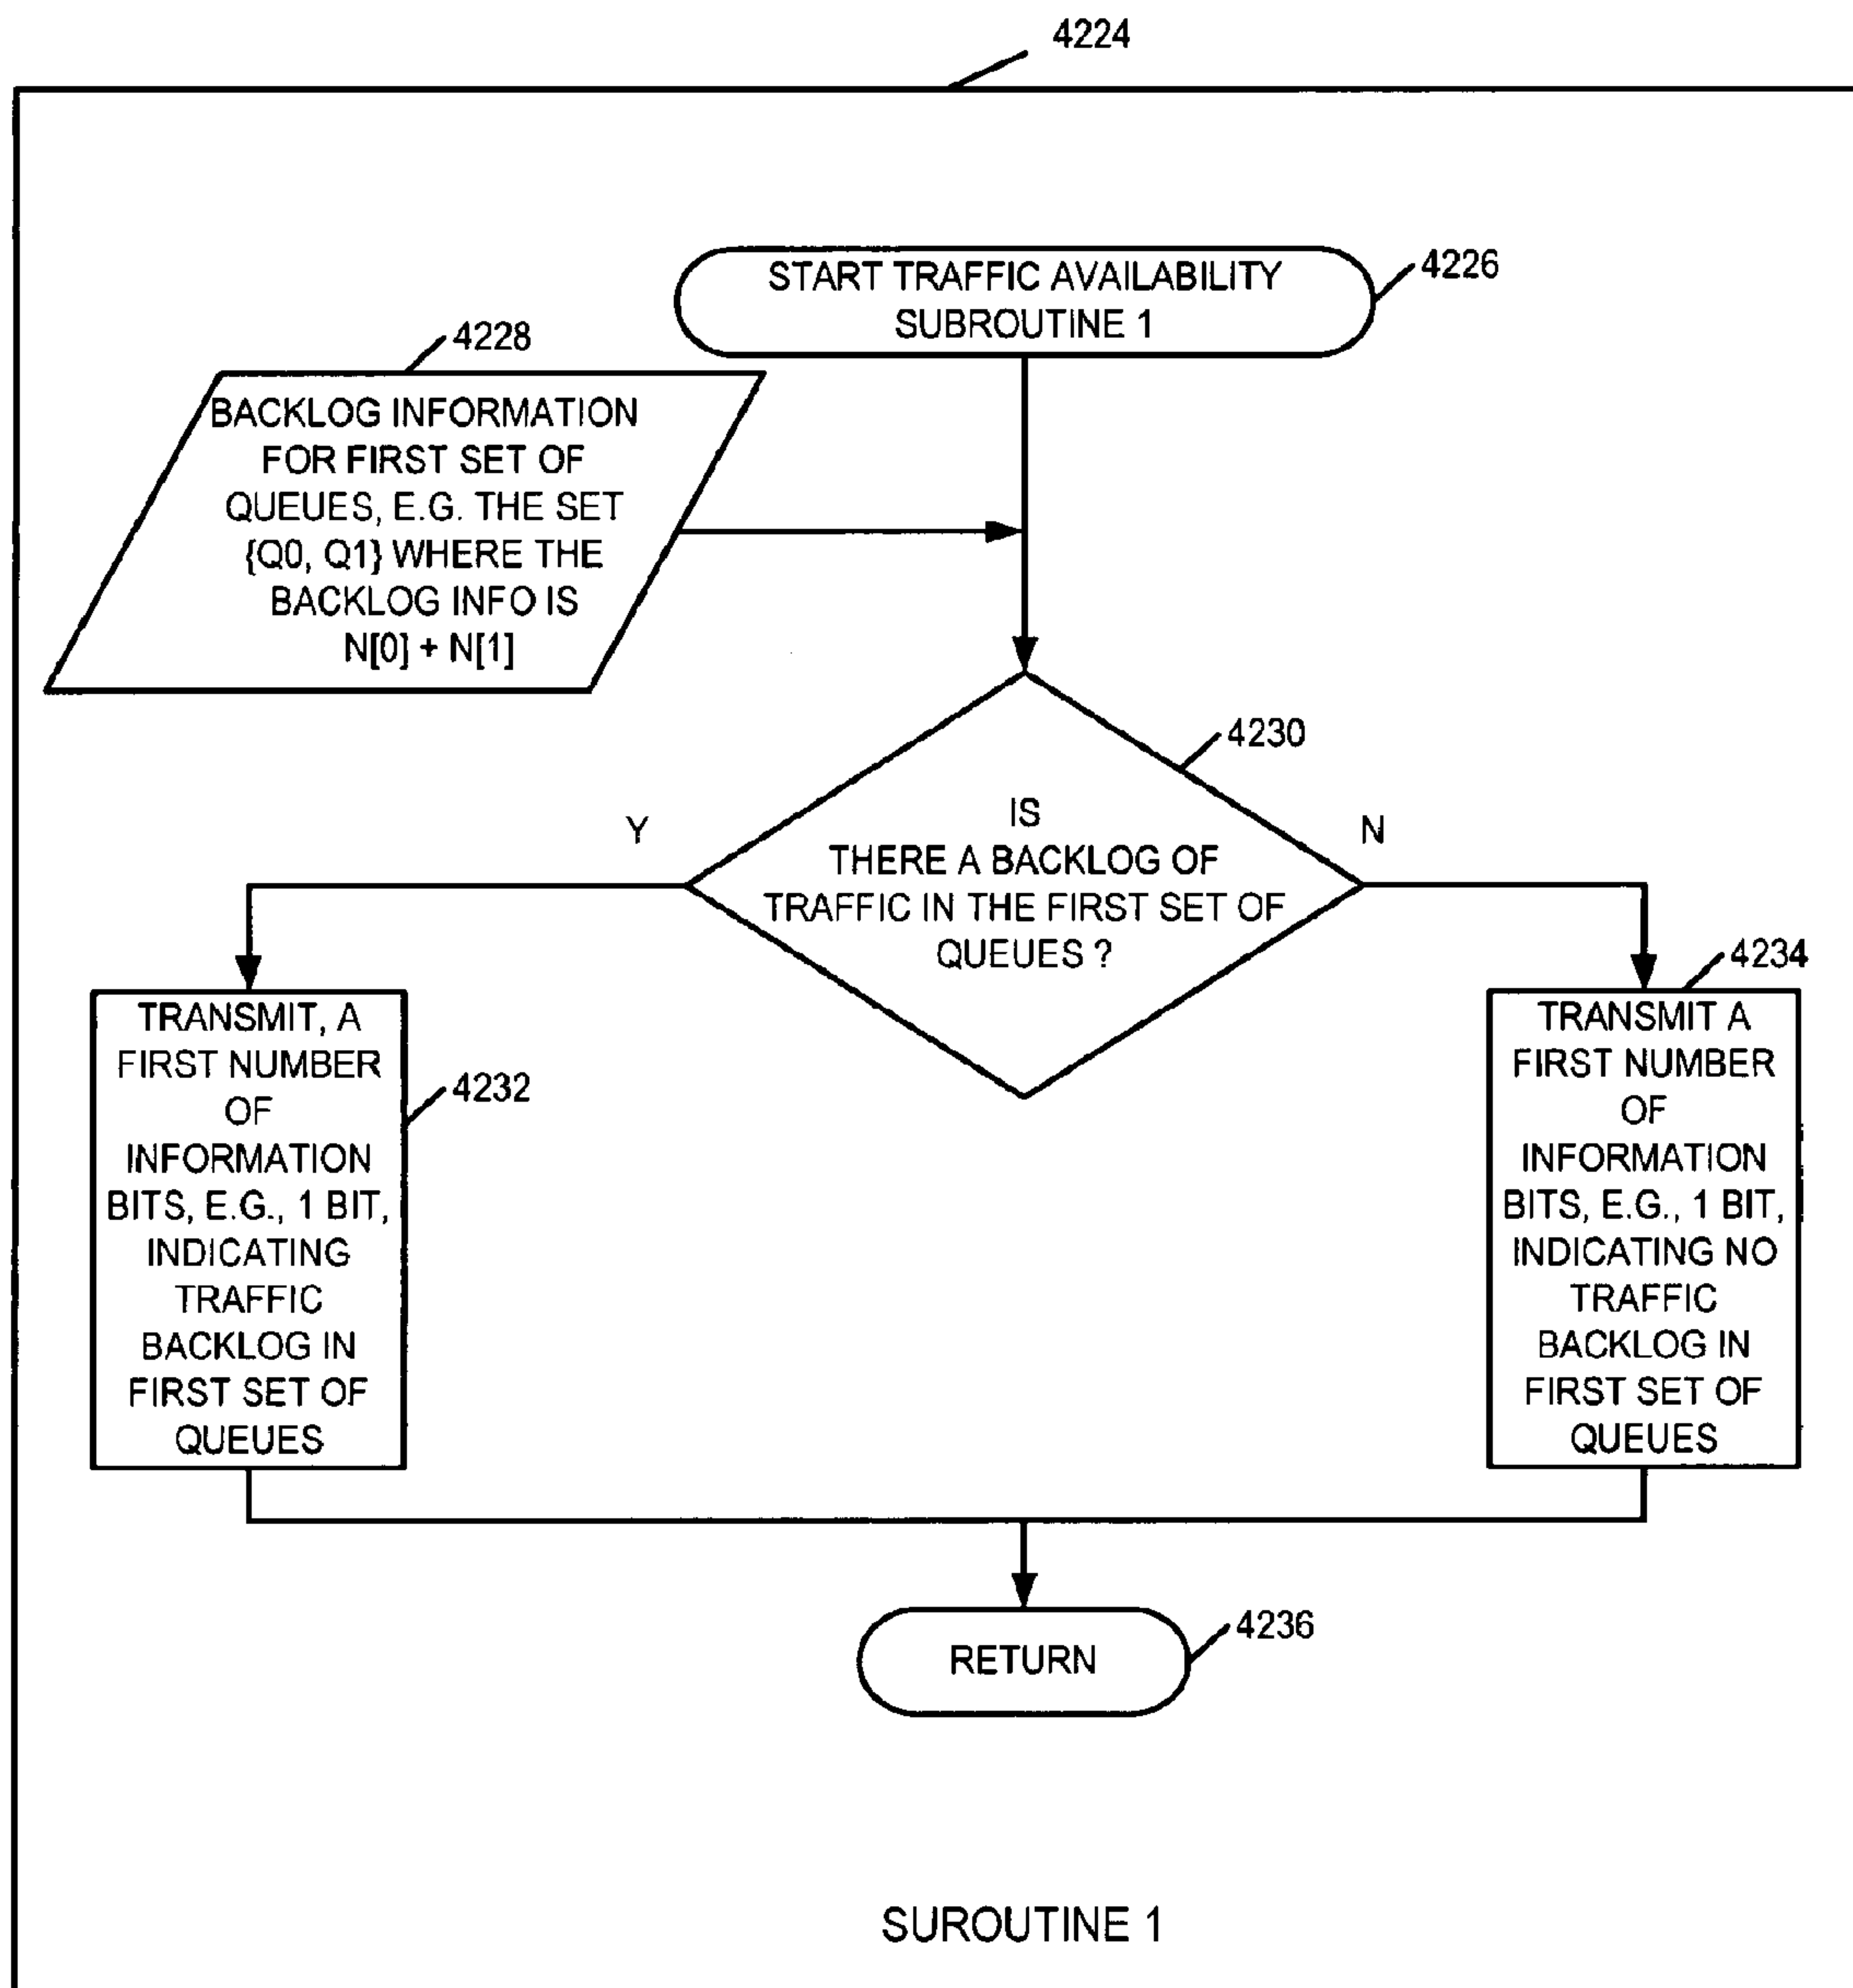 4224
START TRAFFIC AVAILABILITY
SUBROUTINE 1
4226
4228
BACKLOG INFORMATION
FOR FIRST SET OF
QUEUES, E.G. THE SET
{Q0, Q1} WHERE THE
BACKLOG INFO IS
N[0] + N[1]
4230
Y
N
IS
THERE A BACKLOG OF
TRAFFIC IN THE FIRST SET OF
QUEUES ?
4232
TRANSMIT, A
FIRST NUMBER
OF
INFORMATION
BITS, E.G., 1 BIT,
INDICATING
TRAFFIC
BACKLOG IN
FIRST SET OF
QUEUES
4234
TRANSMIT A
FIRST NUMBER
OF
INFORMATION
BITS, E.G., 1 BIT,
INDICATING NO
TRAFFIC
BACKLOG IN
FIRST SET OF
QUEUES
RETURN
4236
SUROUTINE 1